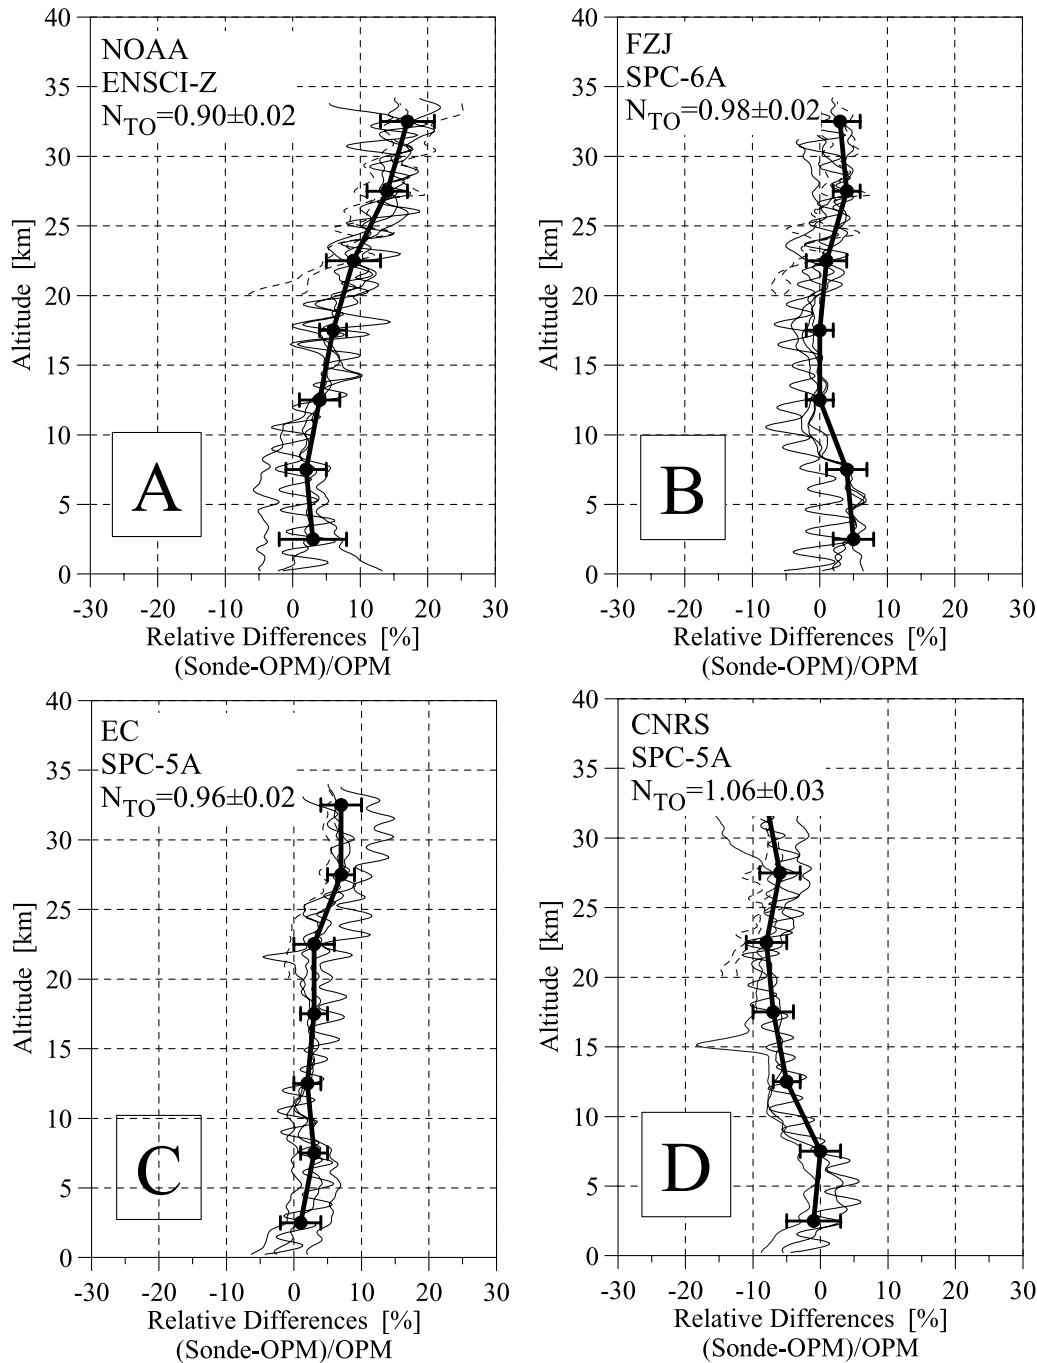 NOAA
ENSCI-Z
N_TO=0.90±0.02
40
35
30
25
20
15
10
5
0
Altitude [km]
A
-30 -20 -10 0 10 20 30
Relative Differences [%]
(Sonde-OPM)/OPM
FZJ
SPC-6A
N_TO=0.98±0.02
40
35
30
25
20
15
10
5
0
Altitude [km]
B
-30 -20 -10 0 10 20 30
Relative Differences [%]
(Sonde-OPM)/OPM
EC
SPC-5A
N_TO=0.96±0.02
40
35
30
25
20
15
10
5
0
Altitude [km]
C
-30 -20 -10 0 10 20 30
Relative Differences [%]
(Sonde-OPM)/OPM
CNRS
SPC-5A
N_TO=1.06±0.03
40
35
30
25
20
15
10
5
0
Altitude [km]
D
-30 -20 -10 0 10 20 30
Relative Differences [%]
(Sonde-OPM)/OPM